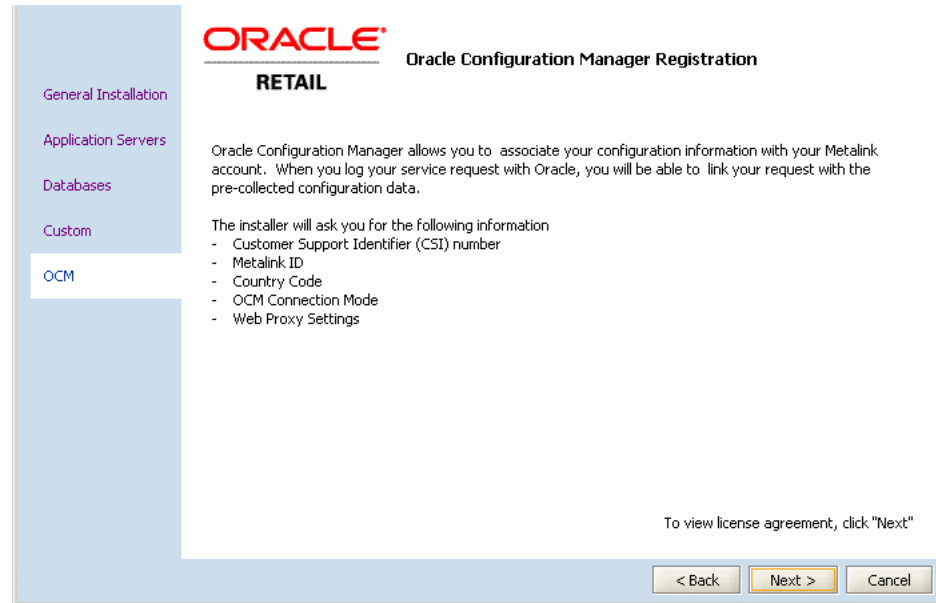 ORACLE
RETAIL
Oracle Configuration Manager Registration
General Installation
Application Servers
Databases
Custom
OCM
Oracle Configuration Manager allows you to associate your configuration information with your Metalink
account. When you log your service request with Oracle, you will be able to link your request with the
pre-collected configuration data.
The installer will ask you for the following information
- Customer Support Identifier (CSI) number
- Metalink ID
- Country Code
- OCM Connection Mode
- Web Proxy Settings
To view license agreement, click "Next"
< Back
Next >
Cancel